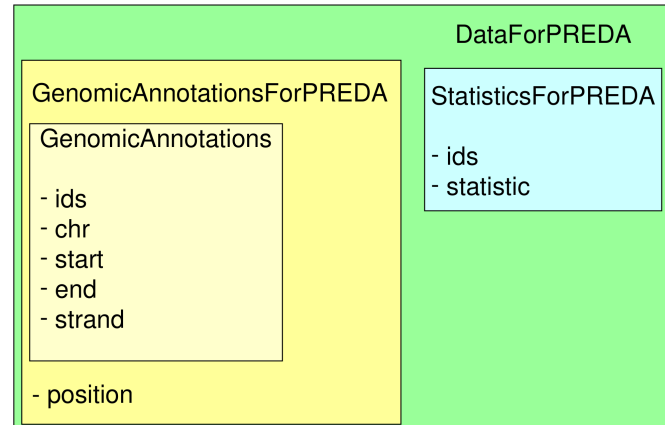 DataForPREDA
GenomicAnnotationsForPREDA
GenomicAnnotations
- ids
- chr
- start
- end
- strand
- position
StatisticsForPREDA
- ids
- statistic